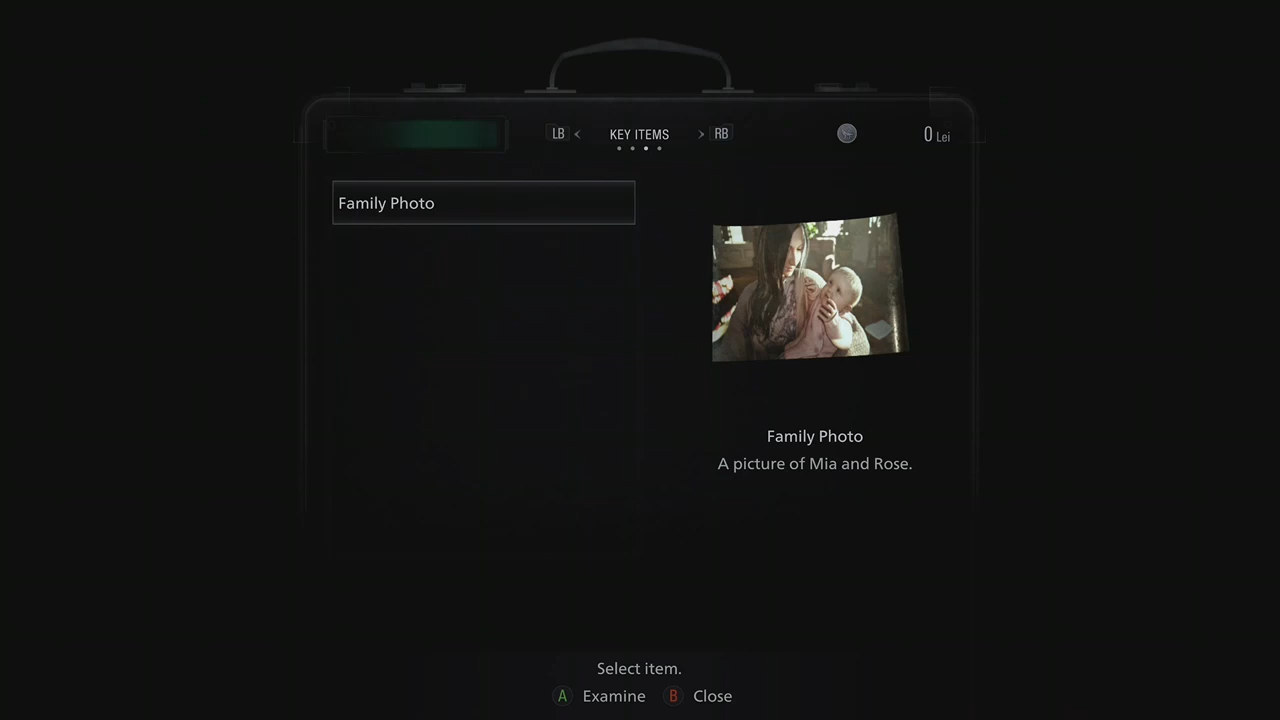 LB < KEY ITEMS > RB
0 Lei
Family Photo
Family Photo
A picture of Mia and Rose.
Select item.
A Examine B Close